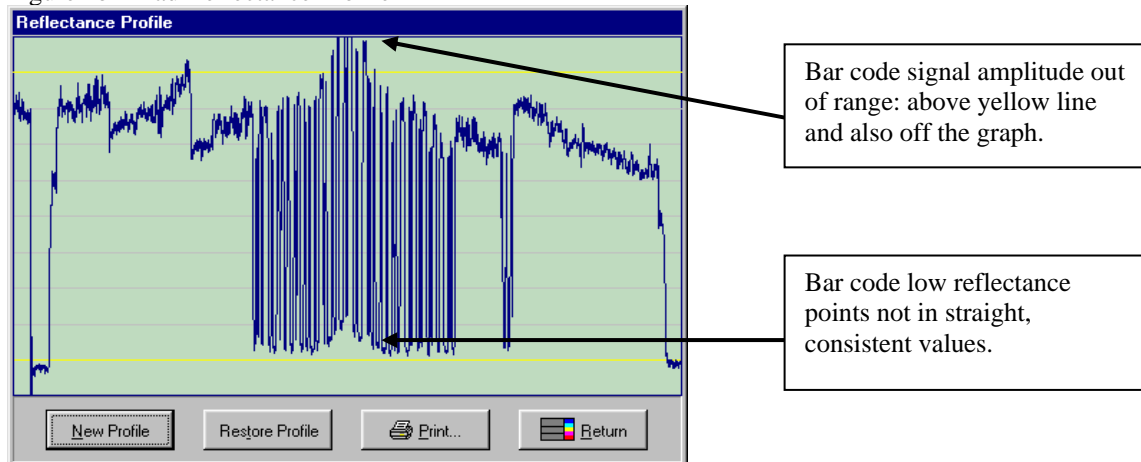 Reflectance Profile
Bar code signal amplitude out
of range: above yellow line
and also off the graph.
Bar code low reflectance
points not in straight,
consistent values.
New Profile
Restore Profile
Print...
Return